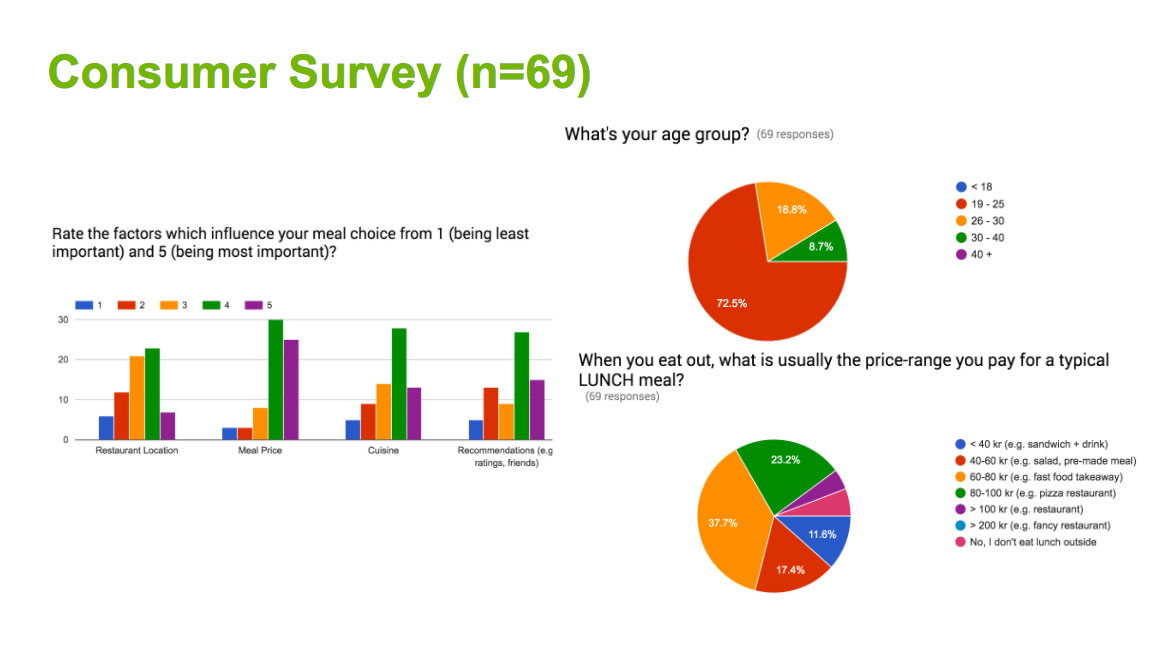 Consumer Survey (n=69)
Rate the factors which influence your meal choice from 1 (being least
important) and 5 (being most important)?
1 2 3 4 5
30
20
10
0
Restaurant Location
Meal Price
Cuisine
Recommendations (e.g
ratings, friends)
What's your age group? (69 responses)
18.8%
8.7%
72.5%
< 18
19 - 25
26 - 30
30 - 40
40 +
When you eat out, what is usually the price-range you pay for a typical
LUNCH meal?
(69 responses)
23.2%
37.7%
11.6%
17.4%
< 40 kr (e.g. sandwich + drink)
40-60 kr (e.g. salad, pre-made meal)
60-80 kr (e.g. fast food takeaway)
80-100 kr (e.g. pizza restaurant)
> 100 kr (e.g. restaurant)
> 200 kr (e.g. fancy restaurant)
No, I don't eat lunch outside